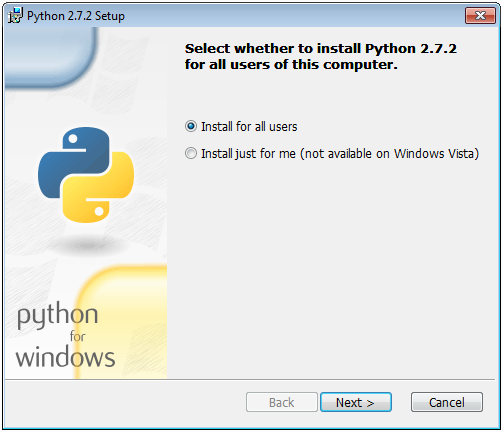 Python 2.7.2 Setup
Select whether to install Python 2.7.2
for all users of this computer.
Install for all users
Install just for me (not available on Windows Vista)
python
for
windows
Back
Next >
Cancel